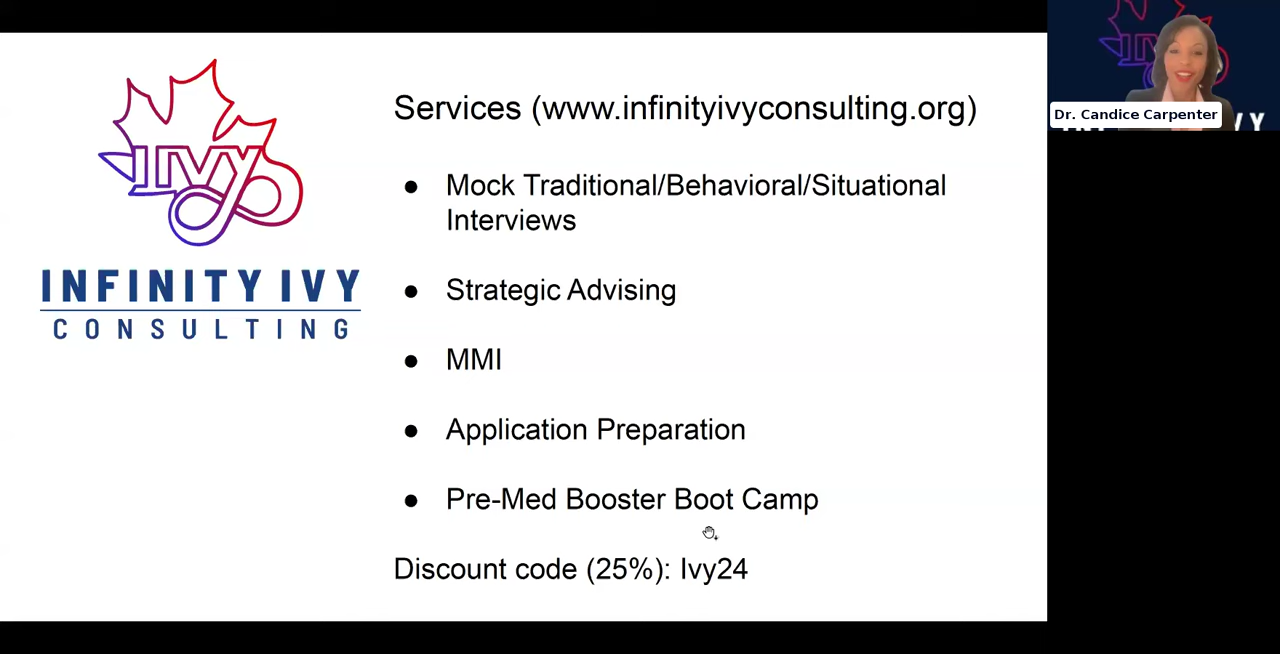 Services (www.infinityivyconsulting.org)
Dr. Candice Carpenter
IVY
● Mock Traditional/Behavioral/Situational
Interviews
● Strategic Advising
INFINITY IVY
CONSULTING
● MMI
● Application Preparation
● Pre-Med Booster Boot Camp
Discount code (25%): Ivy24